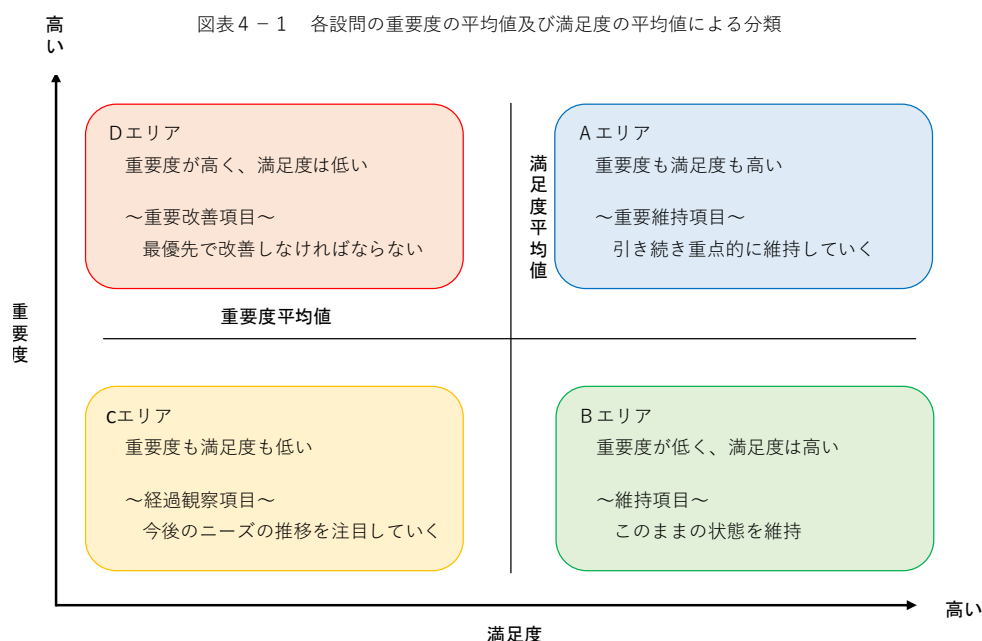 図表4-1 各設問の重要度の平均値及び満足度の平均値による分類
高い
重要度
Dエリア
重要度が高く、満足度は低い
~重要改善項目~
最優先で改善しなければならない
満足度平均値
Aエリア
重要度も満足度も高い
~重要維持項目~
引き続き重点的に維持していく
重要度平均値
cエリア
重要度も満足度も低い
~経過観察項目~
今後のニーズの推移を注目していく
Bエリア
重要度が低く、満足度は高い
~維持項目~
このままの状態を維持
高い
満足度